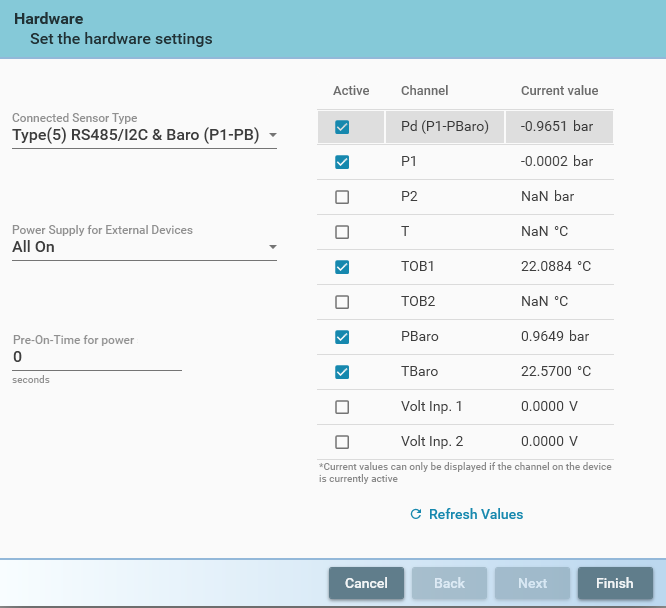 Hardware
Set the hardware settings
Connected Sensor Type
Type(5) RS485/I2C & Baro (P1-PB)
Power Supply for External Devices
All On
Pre-On-Time for power
0
seconds
Active Channel Current value
Pd (P1-PBaro) -0.9651 bar
P1 -0.0002 bar
P2 NaN bar
T NaN °C
TOB1 22.0884 °C
TOB2 NaN °C
PBaro 0.9649 bar
TBaro 22.5700 °C
Volt Inp. 1 0.0000 V
Volt Inp. 2 0.0000 V
*Current values can only be displayed if the channel on the device
is currently active
Refresh Values
Cancel Back Next Finish